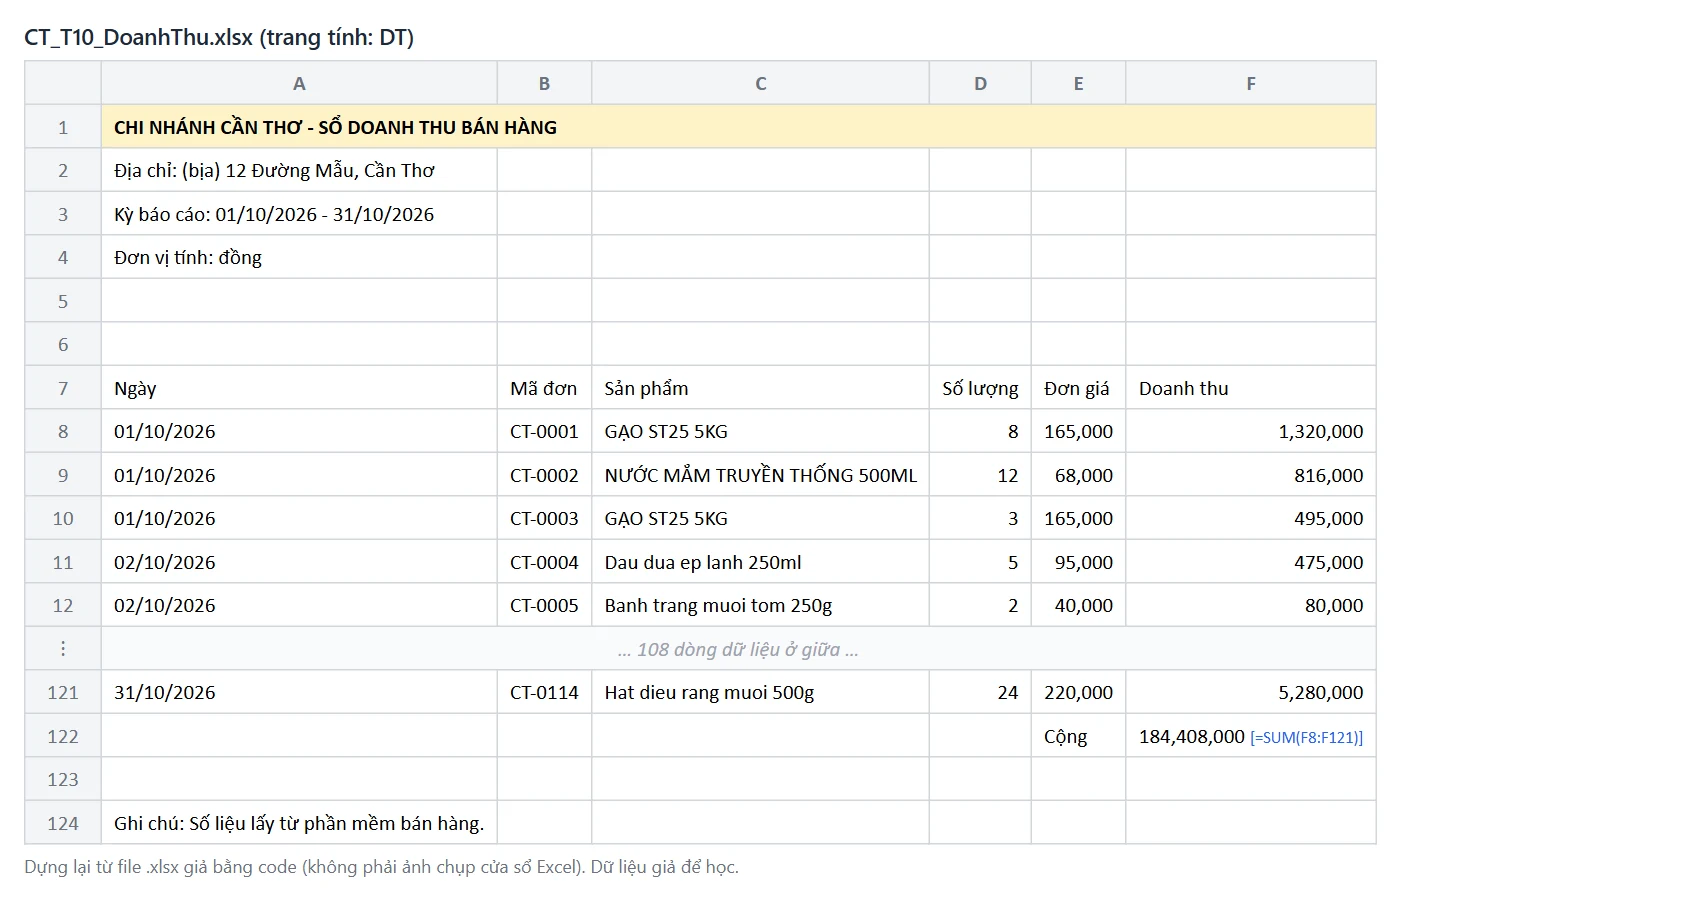 CT_T10_DoanhThu.xlsx (trang tính: DT)
A B C D E F
1 CHI NHÁNH CẦN THƠ - SỔ DOANH THU BÁN HÀNG
2 Địa chỉ: (bịa) 12 Đường Mẫu, Cần Thơ
3 Kỳ báo cáo: 01/10/2026 - 31/10/2026
4 Đơn vị tính: đồng
5
6
7 Ngày Mã đơn Sản phẩm Số lượng Đơn giá Doanh thu
8 01/10/2026 CT-0001 GẠO ST25 5KG 8 165,000 1,320,000
9 01/10/2026 CT-0002 NƯỚC MẮM TRUYỀN THỐNG 500ML 12 68,000 816,000
10 01/10/2026 CT-0003 GẠO ST25 5KG 3 165,000 495,000
11 02/10/2026 CT-0004 Dau dua ep lanh 250ml 5 95,000 475,000
12 02/10/2026 CT-0005 Banh trang muoi tom 250g 2 40,000 80,000
⋮ ... 108 dòng dữ liệu ở giữa ...
121 31/10/2026 CT-0114 Hat dieu rang muoi 500g 24 220,000 5,280,000
122 Cộng 184,408,000 [=SUM(F8:F121)]
123
124 Ghi chú: Số liệu lấy từ phần mềm bán hàng.
Dựng lại từ file .xlsx giả bằng code (không phải ảnh chụp cửa sổ Excel). Dữ liệu giả để học.